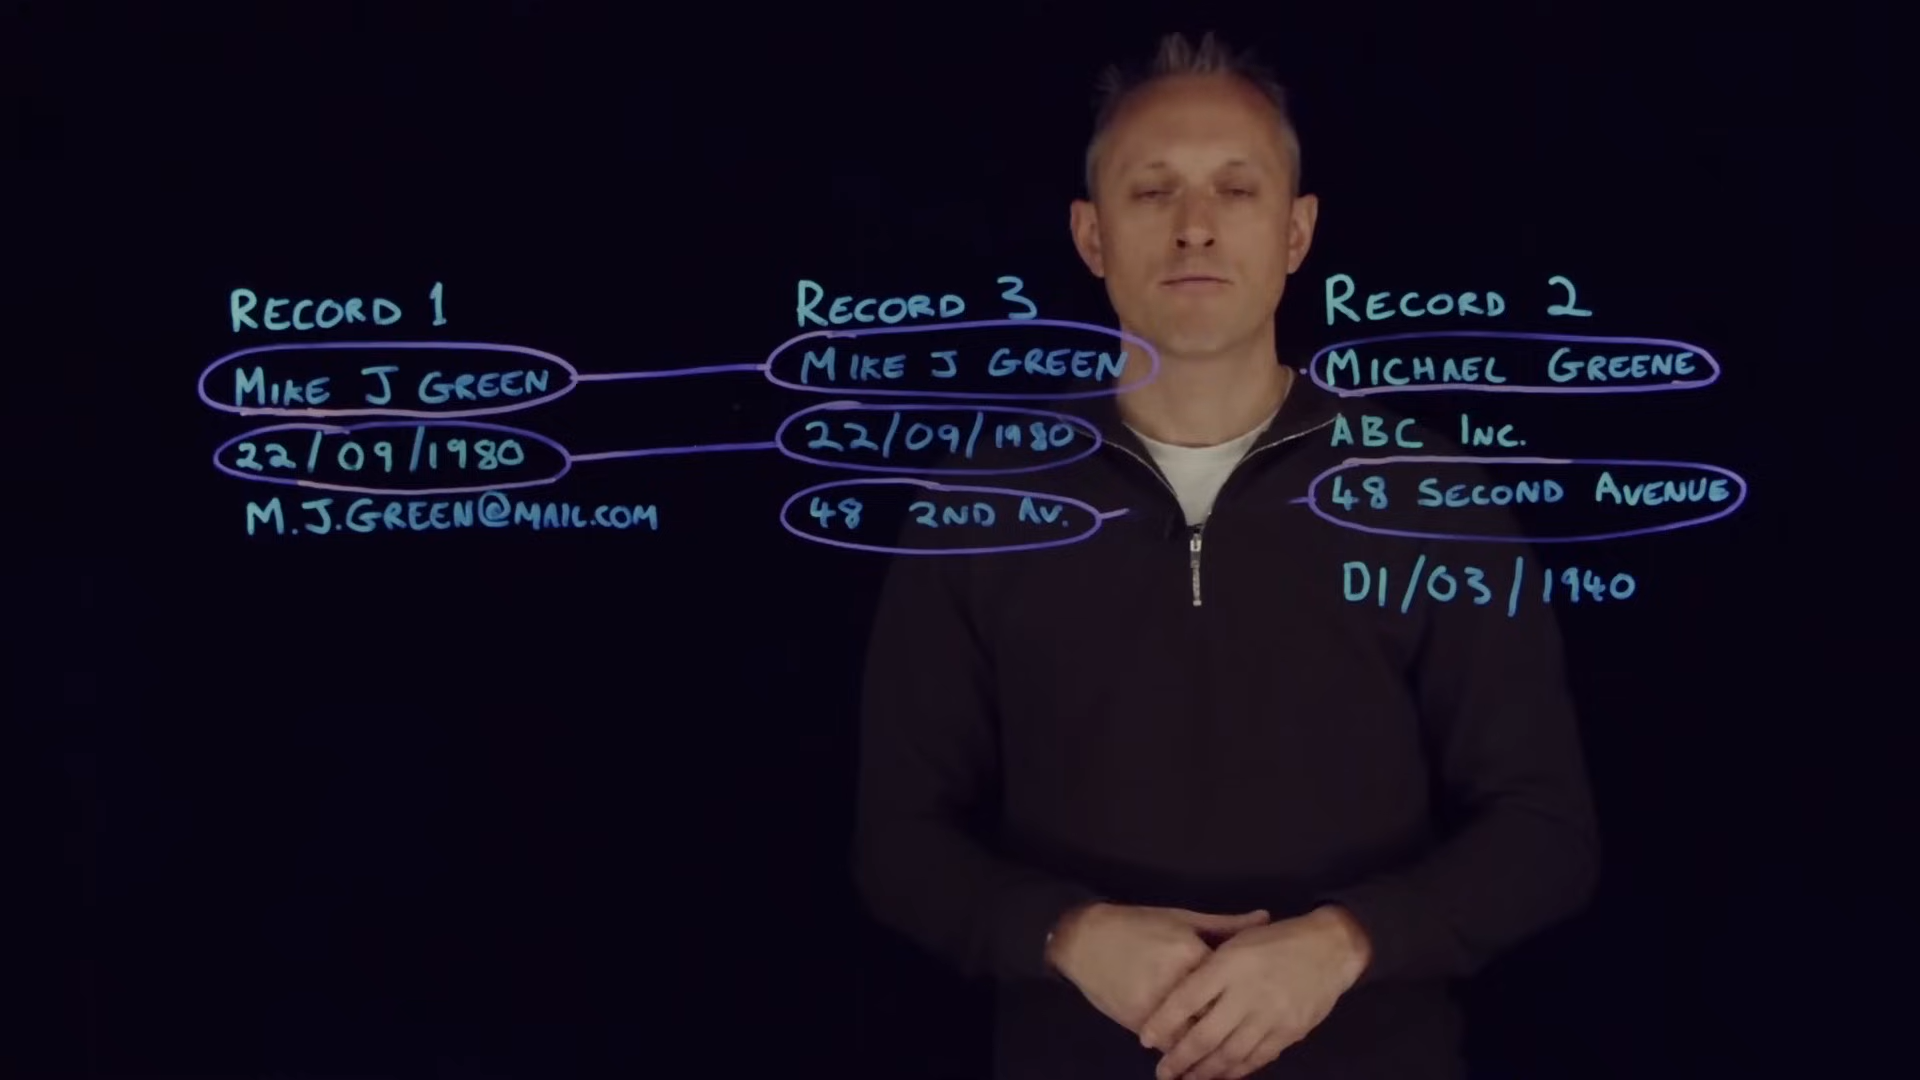 RECORD 1
MIKE J GREEN
22/09/1980
M.J.GREEN@MAIL.COM
RECORD 3
MIKE J GREEN
22/09/1980
48 2ND AV.
RECORD 2
MICHAEL GREENE
ABC INC.
48 SECOND AVENUE
01/03/1940